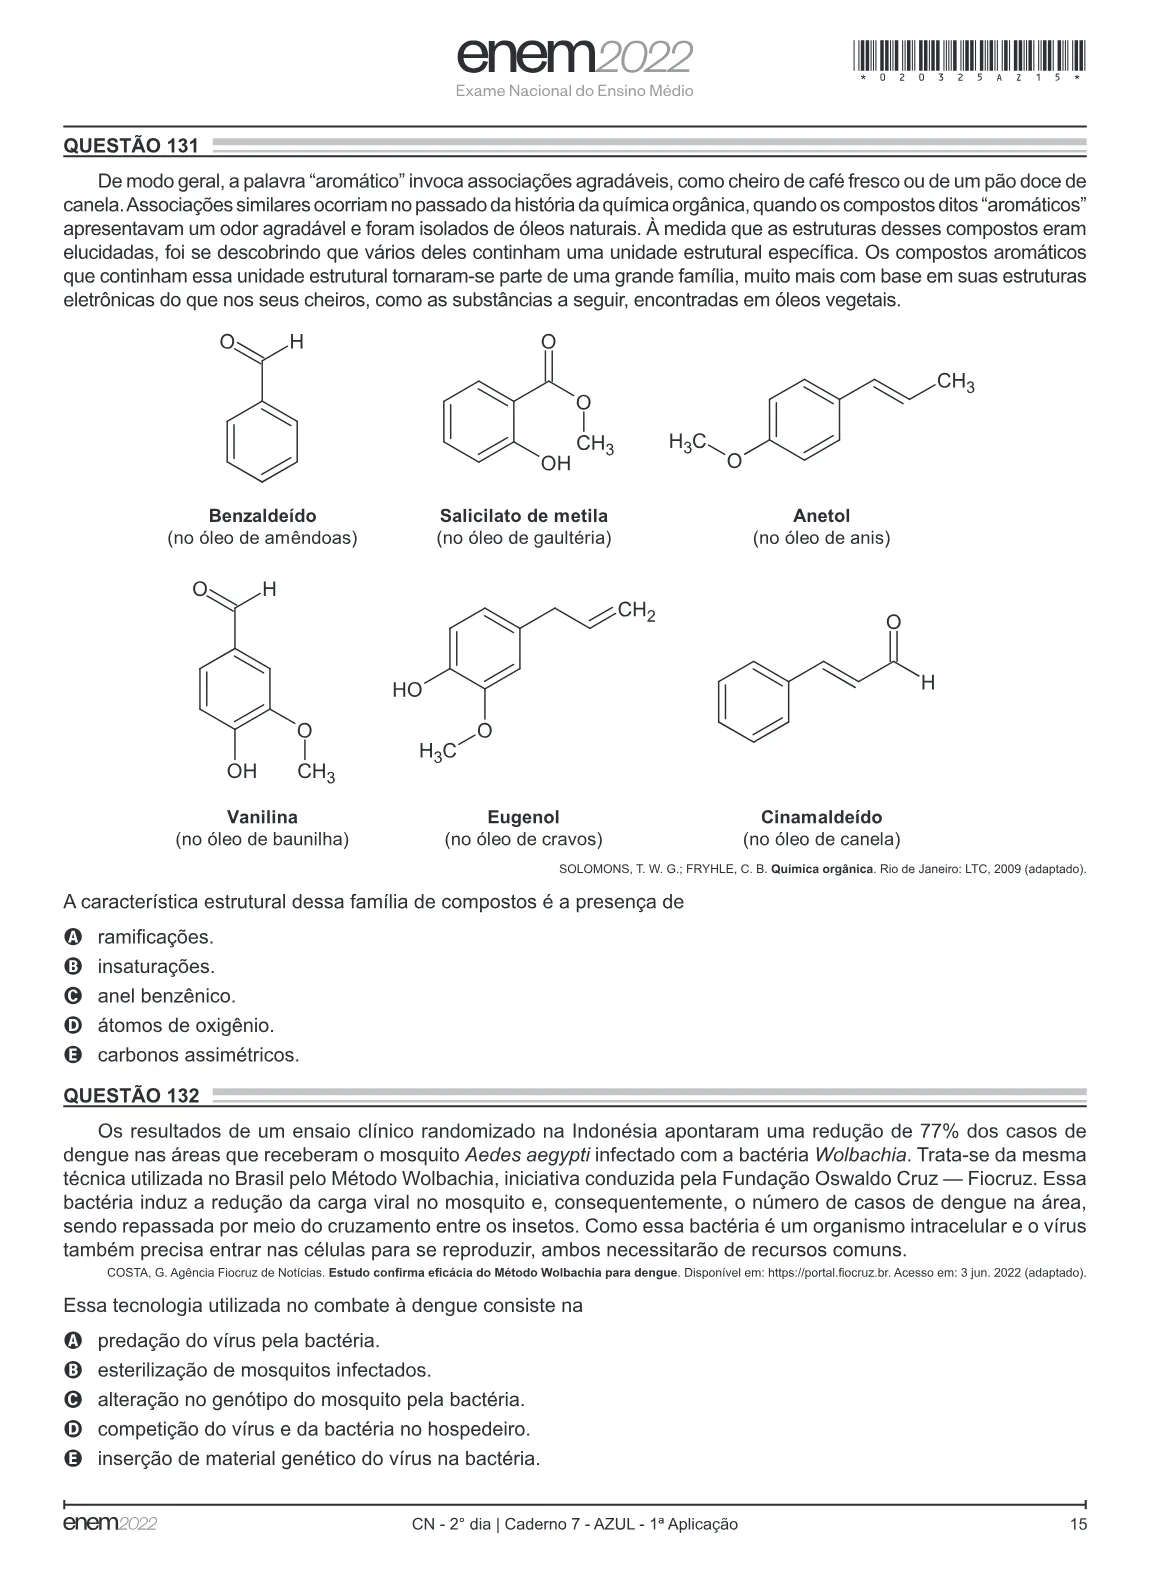 enem2022
Exame Nacional do Ensino Médio
*020325AZ15*
QUESTÃO 131
De modo geral, a palavra “aromático” invoca associações agradáveis, como cheiro de café fresco ou de um pão doce de
canela. Associações similares ocorriam no passado da história da química orgânica, quando os compostos ditos “aromáticos”
apresentavam um odor agradável e foram isolados de óleos naturais. À medida que as estruturas desses compostos eram
elucidadas, foi se descobrindo que vários deles continham uma unidade estrutural específica. Os compostos aromáticos
que continham essa unidade estrutural tornaram-se parte de uma grande família, muito mais com base em suas estruturas
eletrônicas do que nos seus cheiros, como as substâncias a seguir, encontradas em óleos vegetais.
O H
O
O
CH3
OH
CH3
H3C
O
Benzaldeído
(no óleo de amêndoas)
Salicilato de metila
(no óleo de gaultéria)
Anetol
(no óleo de anis)
O H
O
OH CH3
CH2
HO
O
H3C
O
H
Vanilina
(no óleo de baunilha)
Eugenol
(no óleo de cravos)
Cinamaldeído
(no óleo de canela)
SOLOMONS, T. W. G.; FRYHLE, C. B. Química orgânica. Rio de Janeiro: LTC, 2009 (adaptado).
A característica estrutural dessa família de compostos é a presença de
A ramificações.
B insaturações.
C anel benzênico.
D átomos de oxigênio.
E carbonos assimétricos.
QUESTÃO 132
Os resultados de um ensaio clínico randomizado na Indonésia apontaram uma redução de 77% dos casos de
dengue nas áreas que receberam o mosquito Aedes aegypti infectado com a bactéria Wolbachia. Trata-se da mesma
técnica utilizada no Brasil pelo Método Wolbachia, iniciativa conduzida pela Fundação Oswaldo Cruz — Fiocruz. Essa
bactéria induz a redução da carga viral no mosquito e, consequentemente, o número de casos de dengue na área,
sendo repassada por meio do cruzamento entre os insetos. Como essa bactéria é um organismo intracelular e o vírus
também precisa entrar nas células para se reproduzir, ambos necessitarão de recursos comuns.
COSTA, G. Agência Fiocruz de Notícias. Estudo confirma eficácia do Método Wolbachia para dengue. Disponível em: https://portal.fiocruz.br. Acesso em: 3 jun. 2022 (adaptado).
Essa tecnologia utilizada no combate à dengue consiste na
A predação do vírus pela bactéria.
B esterilização de mosquitos infectados.
C alteração no genótipo do mosquito pela bactéria.
D competição do vírus e da bactéria no hospedeiro.
E inserção de material genético do vírus na bactéria.
enem2022
CN - 2° dia | Caderno 7 - AZUL - 1ª Aplicação
15